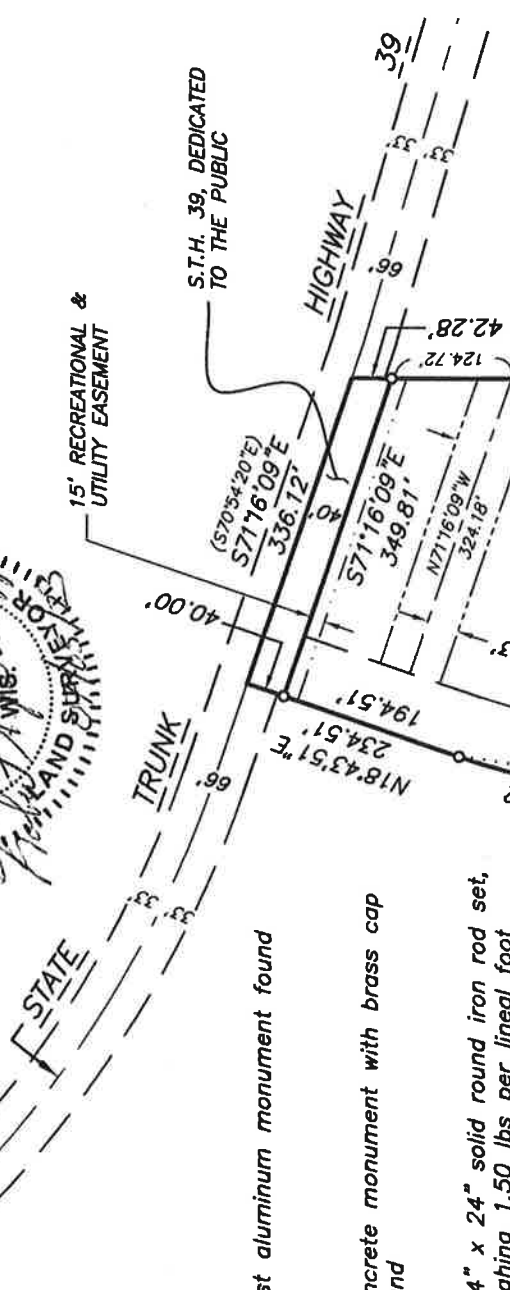 WIS.
LAND SURVEYOR
15' RECREATIONAL &
UTILITY EASEMENT
S.T.H. 39, DEDICATED
TO THE PUBLIC
STATE
TRUNK
HIGHWAY
39
33'
33'
66'
66'
33'
33'
(S70°54'20"E)
S71°16'09"E
336.12'
40.00'
40'
S71°16'09"E
349.81'
N71°16'09"W
324.18'
42.28'
124.72'
N18°43'51"E
234.51'
194.51'
3'
st aluminum monument found
ncrete monument with brass cap
nd
4" x 24" solid round iron rod set,
ghing 1.50 lbs per lineal foot